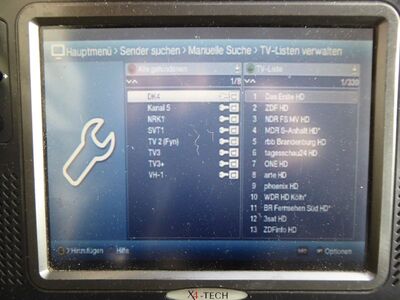 Hauptmenü > Sender suchen > Manuelle Suche > TV-Listen verwalten
Alle gefundenen
1/8
DK4
Kanal 5
NRK1
SVT1
TV 2 (Fyn)
TV3
TV3+
VH-1
TV-Liste
1/330
1 Das Erste HD
2 ZDF HD
3 NDR FS MV HD
4 MDR S-Anhalt HD*
5 rbb Brandenburg HD
6 tagesschau24 HD
7 ONE HD
8 arte HD
9 phoenix HD
10 WDR HD Köln*
11 BR Fernsehen Süd HD*
12 3sat HD
13 ZDFinfo HD
Hinzufügen
Hilfe
Optionen
X4-TECH